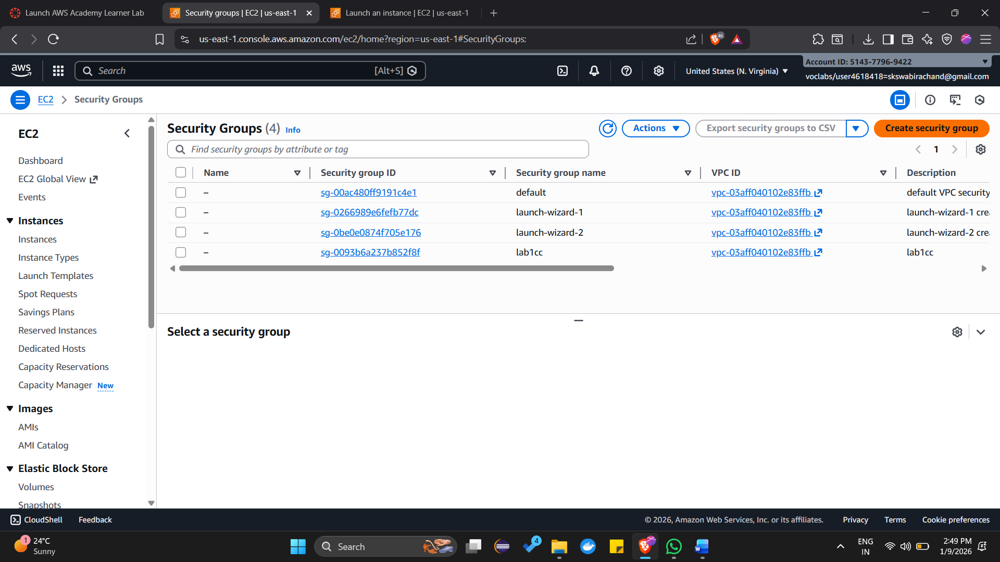 Launch AWS Academy Learner Lab
Security groups | EC2 | us-east-1
Launch an instance | EC2 | us-east-1
us-east-1.console.aws.amazon.com/ec2/home?region=us-east-1#SecurityGroups:
46
aws
Search
[Alt+S]
United States (N. Virginia)
Account ID: 5143-7796-9422
voclabs/user4618418=skswabirachand@gmail.com
EC2
Security Groups
EC2
Dashboard
EC2 Global View
Events
Instances
Instances
Instance Types
Launch Templates
Spot Requests
Savings Plans
Reserved Instances
Dedicated Hosts
Capacity Reservations
Capacity Manager New
Images
AMIs
AMI Catalog
Elastic Block Store
Volumes
Snapshots
Security Groups (4) Info
Actions
Export security groups to CSV
Create security group
Find security groups by attribute or tag
1
Name Security group ID Security group name VPC ID Description
– sg-00ac480ff9191c4e1 default vpc-03aff040102e83ffb default VPC security
– sg-0266989e6fefb77dc launch-wizard-1 vpc-03aff040102e83ffb launch-wizard-1 cre
– sg-0be0e0874f705e176 launch-wizard-2 vpc-03aff040102e83ffb launch-wizard-2 cre
– sg-0093b6a237b852f8f lab1cc vpc-03aff040102e83ffb lab1cc
Select a security group
CloudShell
Feedback
© 2026, Amazon Web Services, Inc. or its affiliates.
Privacy
Terms
Cookie preferences
1
24°C
Sunny
Search
4
ENG
IN
2:49 PM
1/9/2026